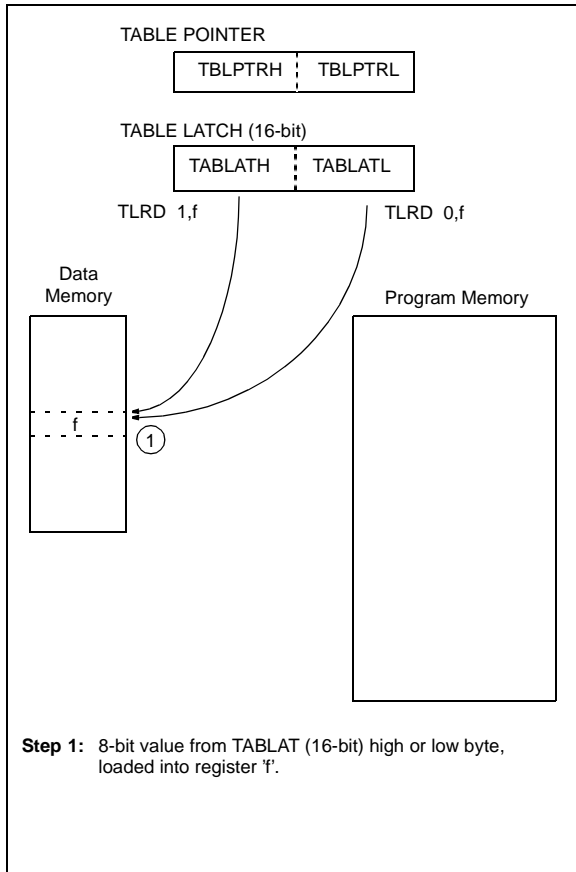 TABLE POINTER
TBLPTRH TBLPTRL
TABLE LATCH (16-bit)
TABLATH TABLATL
TLRD 1,f TLRD 0,f
Data
Memory
Program Memory
f
1
Step 1: 8-bit value from TABLAT (16-bit) high or low byte,
loaded into register 'f'.